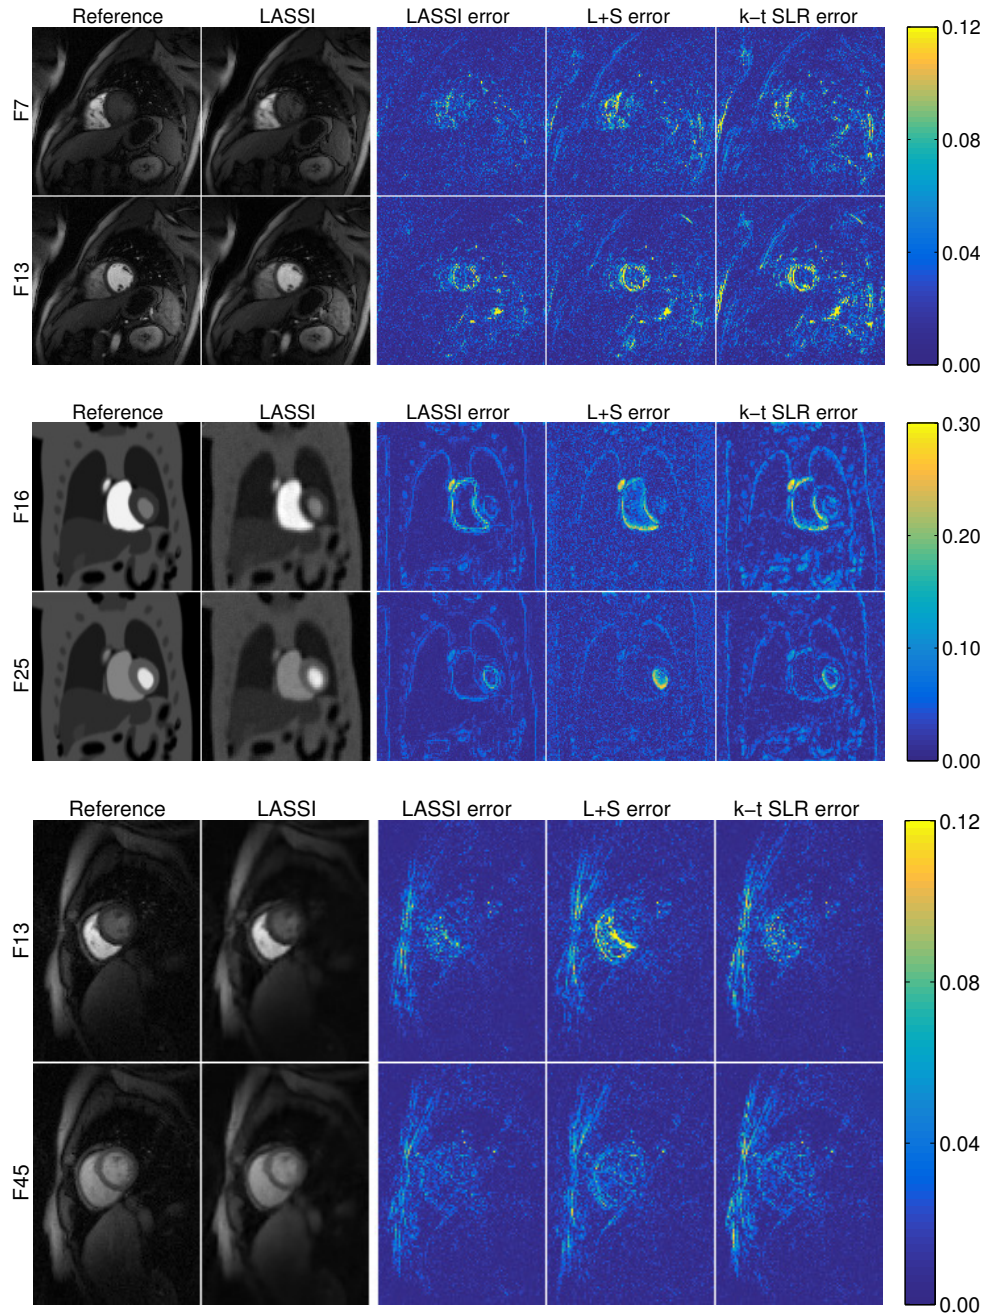 Reference LASSI LASSI error L+S error k−t SLR error
F7
F13
0.12
0.08
0.04
0.00
Reference LASSI LASSI error L+S error k−t SLR error
F16
F25
0.30
0.20
0.10
0.00
Reference LASSI LASSI error L+S error k−t SLR error
F13
F45
0.12
0.08
0.04
0.00